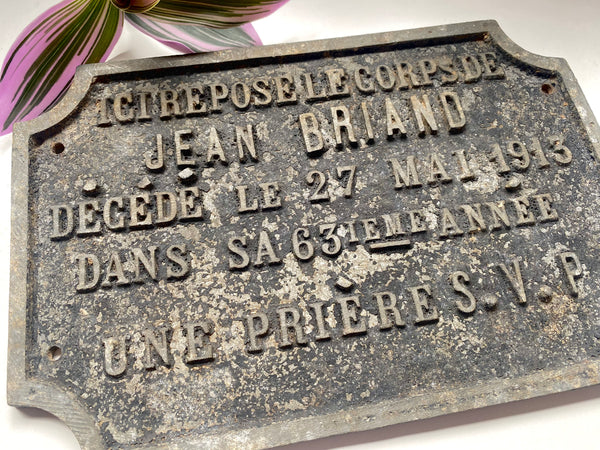 ICI REPOSE LE CORPS DE
JEAN BRIAND
DÉCÉDÉ LE 27 MAI 1913
DANS SA 63IEME ANNÉE
UNE PRIÈRE S.V.P